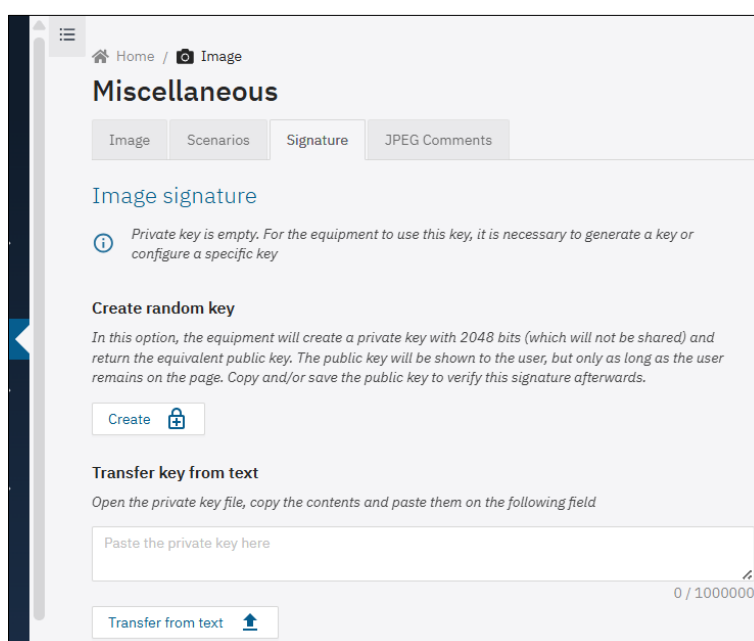 Home / Image
Miscellaneous
Image Scenarios Signature JPEG Comments
Image signature
Private key is empty. For the equipment to use this key, it is necessary to generate a key or
configure a specific key
Create random key
In this option, the equipment will create a private key with 2048 bits (which will not be shared) and
return the equivalent public key. The public key will be shown to the user, but only as long as the user
remains on the page. Copy and/or save the public key to verify this signature afterwards.
Create
Transfer key from text
Open the private key file, copy the contents and paste them on the following field
Paste the private key here
0 / 1000000
Transfer from text